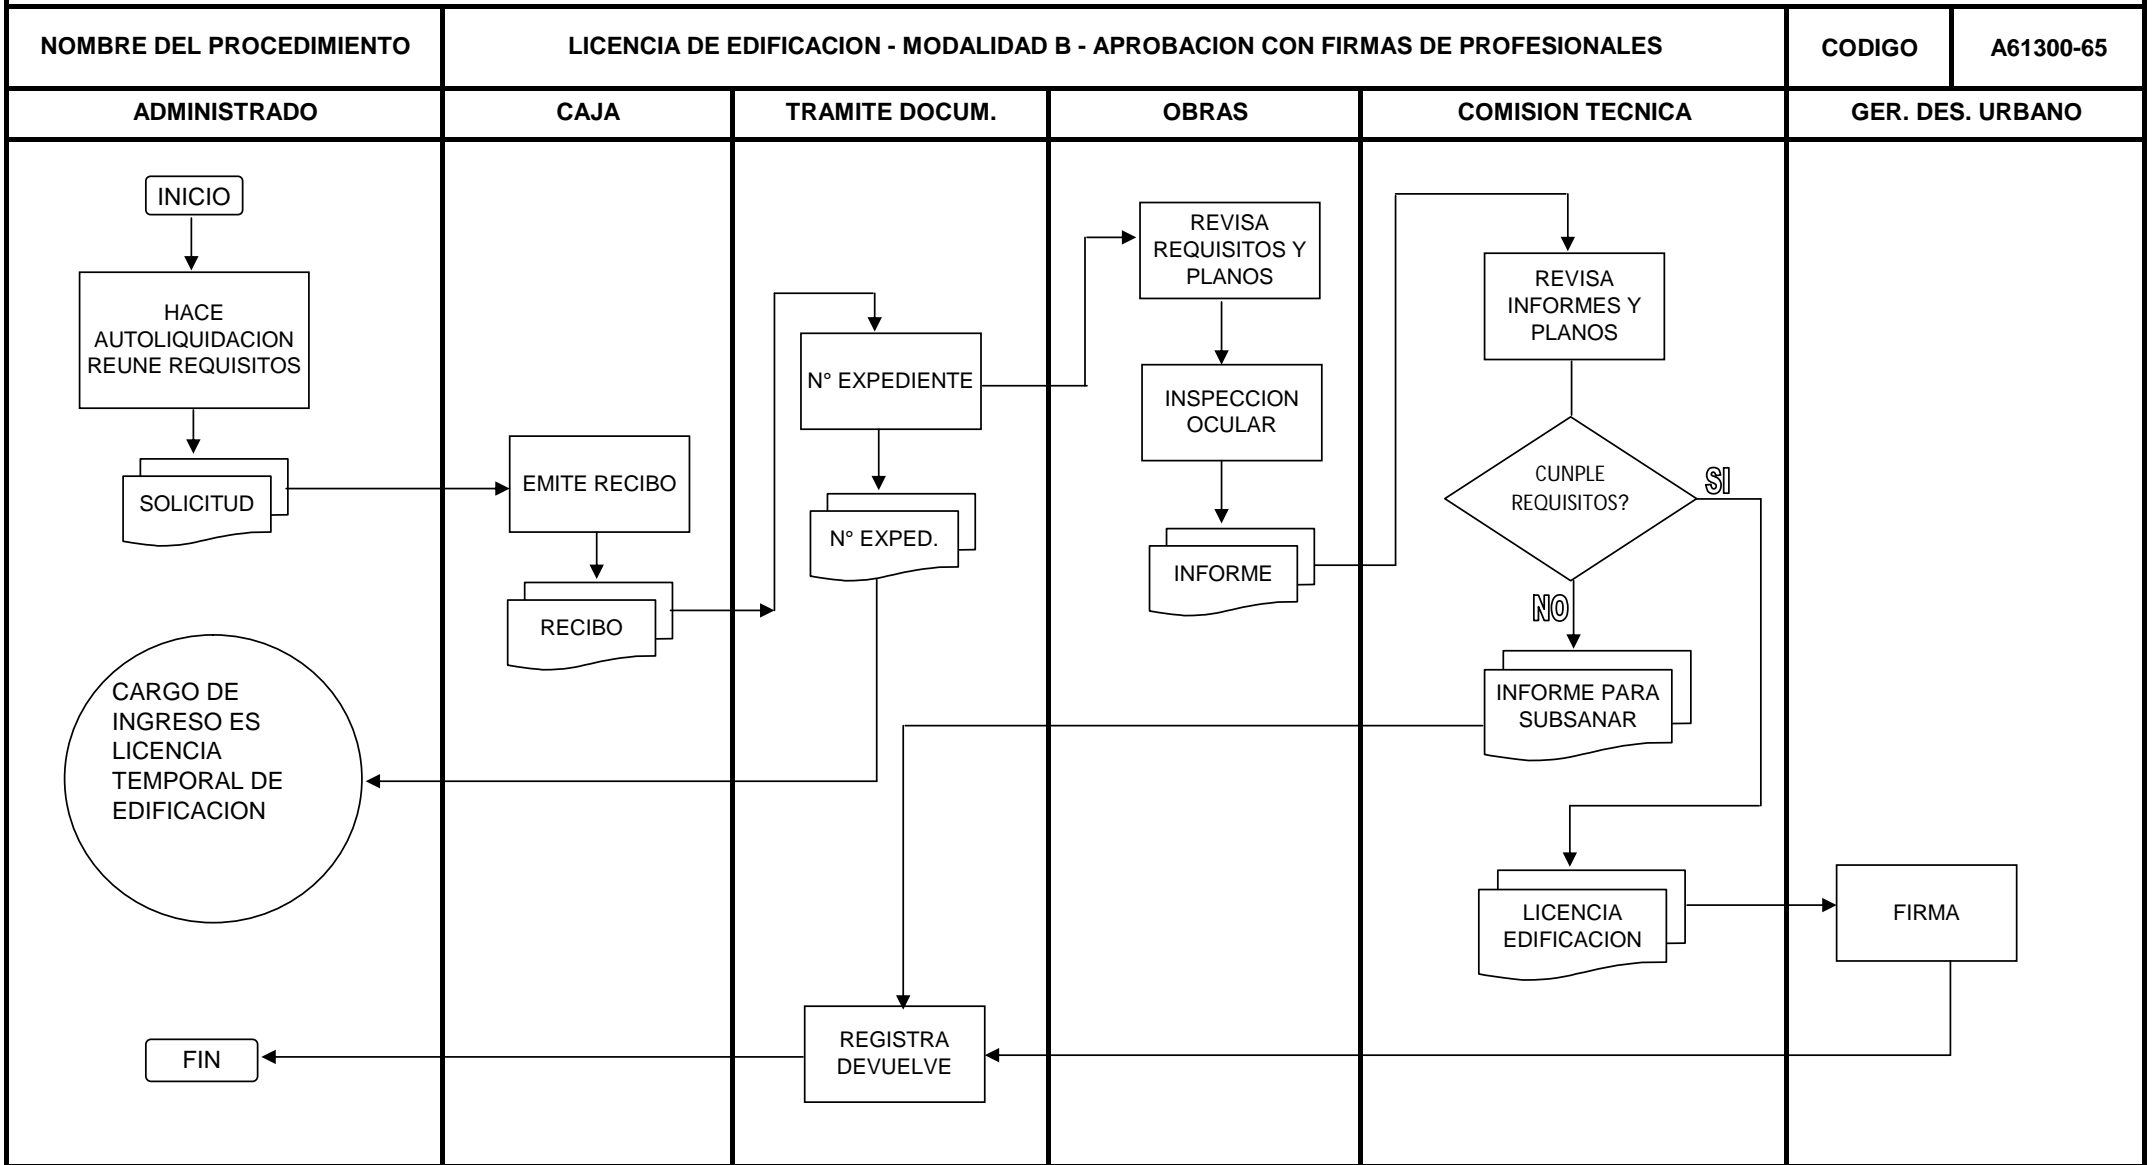 NOMBRE DEL PROCEDIMIENTO
LICENCIA DE EDIFICACION - MODALIDAD B - APROBACION CON FIRMAS DE PROFESIONALES
CODIGO
A61300-65
ADMINISTRADO
CAJA
TRAMITE DOCUM.
OBRAS
COMISION TECNICA
GER. DES. URBANO
INICIO
HACE
AUTOLIQUIDACION
REUNE REQUISITOS
SOLICITUD
CARGO DE
INGRESO ES
LICENCIA
TEMPORAL DE
EDIFICACION
FIN
EMITE RECIBO
RECIBO
N° EXPEDIENTE
N° EXPED.
REGISTRA
DEVUELVE
REVISA
REQUISITOS Y
PLANOS
INSPECCION
OCULAR
INFORME
REVISA
INFORMES Y
PLANOS
CUNPLE
REQUISITOS?
SI
NO
INFORME PARA
SUBSANAR
LICENCIA
EDIFICACION
FIRMA